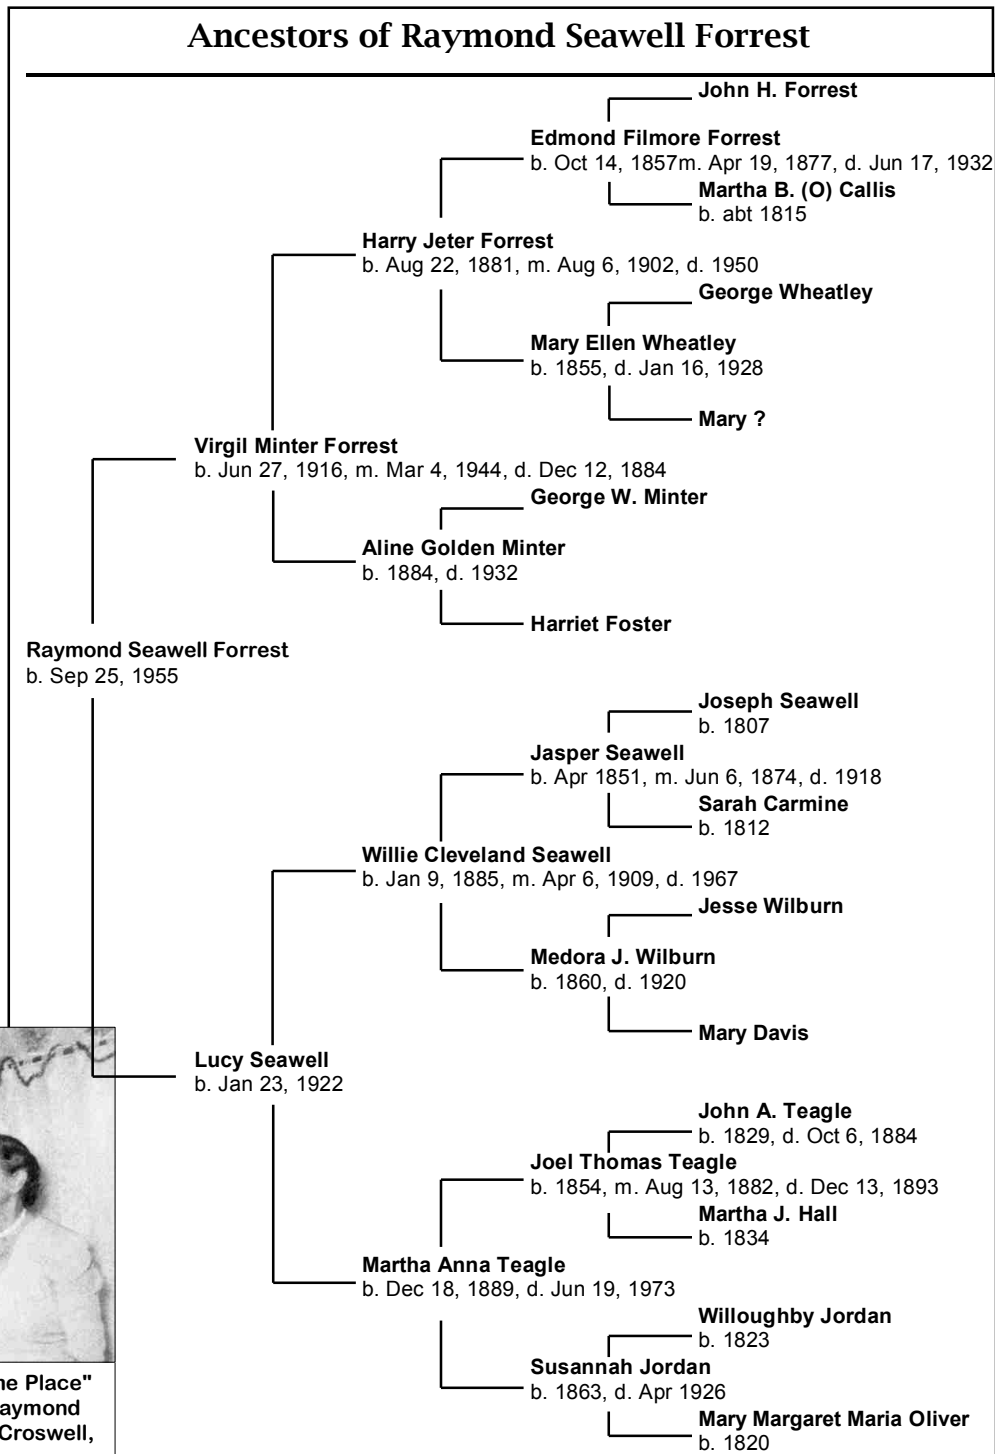 Ancestors of Raymond Seawell Forrest
John H. Forrest
Edmond Filmore Forrest
b. Oct 14, 1857m. Apr 19, 1877, d. Jun 17, 1932
Martha B. (O) Callis
b. abt 1815
Harry Jeter Forrest
b. Aug 22, 1881, m. Aug 6, 1902, d. 1950
George Wheatley
Mary Ellen Wheatley
b. 1855, d. Jan 16, 1928
Mary ?
Virgil Minter Forrest
b. Jun 27, 1916, m. Mar 4, 1944, d. Dec 12, 1884
George W. Minter
Aline Golden Minter
b. 1884, d. 1932
Harriet Foster
Raymond Seawell Forrest
b. Sep 25, 1955
Joseph Seawell
b. 1807
Jasper Seawell
b. Apr 1851, m. Jun 6, 1874, d. 1918
Sarah Carmine
b. 1812
Willie Cleveland Seawell
b. Jan 9, 1885, m. Apr 6, 1909, d. 1967
Jesse Wilburn
Medora J. Wilburn
b. 1860, d. 1920
Mary Davis
Lucy Seawell
b. Jan 23, 1922
John A. Teagle
b. 1829, d. Oct 6, 1884
Joel Thomas Teagle
b. 1854, m. Aug 13, 1882, d. Dec 13, 1893
Martha J. Hall
b. 1834
Martha Anna Teagle
b. Dec 18, 1889, d. Jun 19, 1973
Willoughby Jordan
b. 1823
Susannah Jordan
b. 1863, d. Apr 1926
Mary Margaret Maria Oliver
b. 1820
Place"
Croswell,